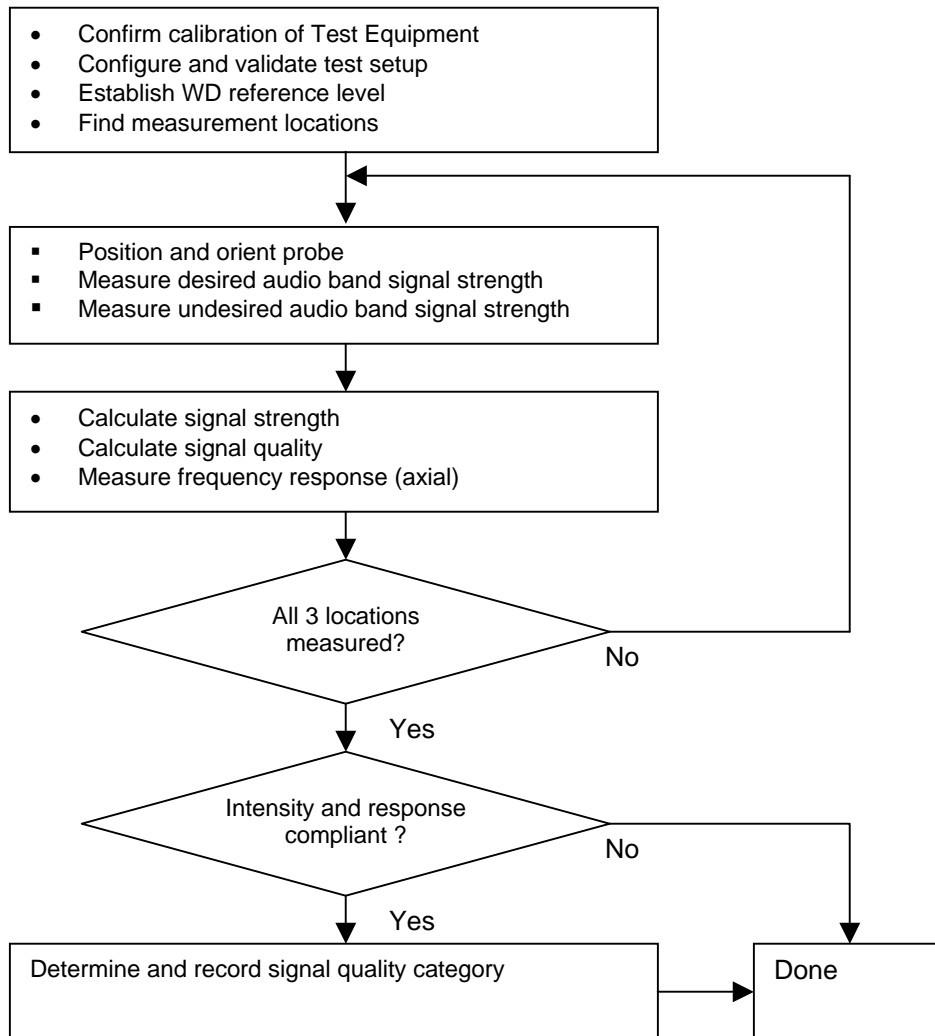 • Confirm calibration of Test Equipment
• Configure and validate test setup
• Establish WD reference level
• Find measurement locations
▪ Position and orient probe
▪ Measure desired audio band signal strength
▪ Measure undesired audio band signal strength
• Calculate signal strength
• Calculate signal quality
• Measure frequency response (axial)
All 3 locations
measured?
No
Yes
Intensity and response
compliant ?
No
Yes
Determine and record signal quality category
Done